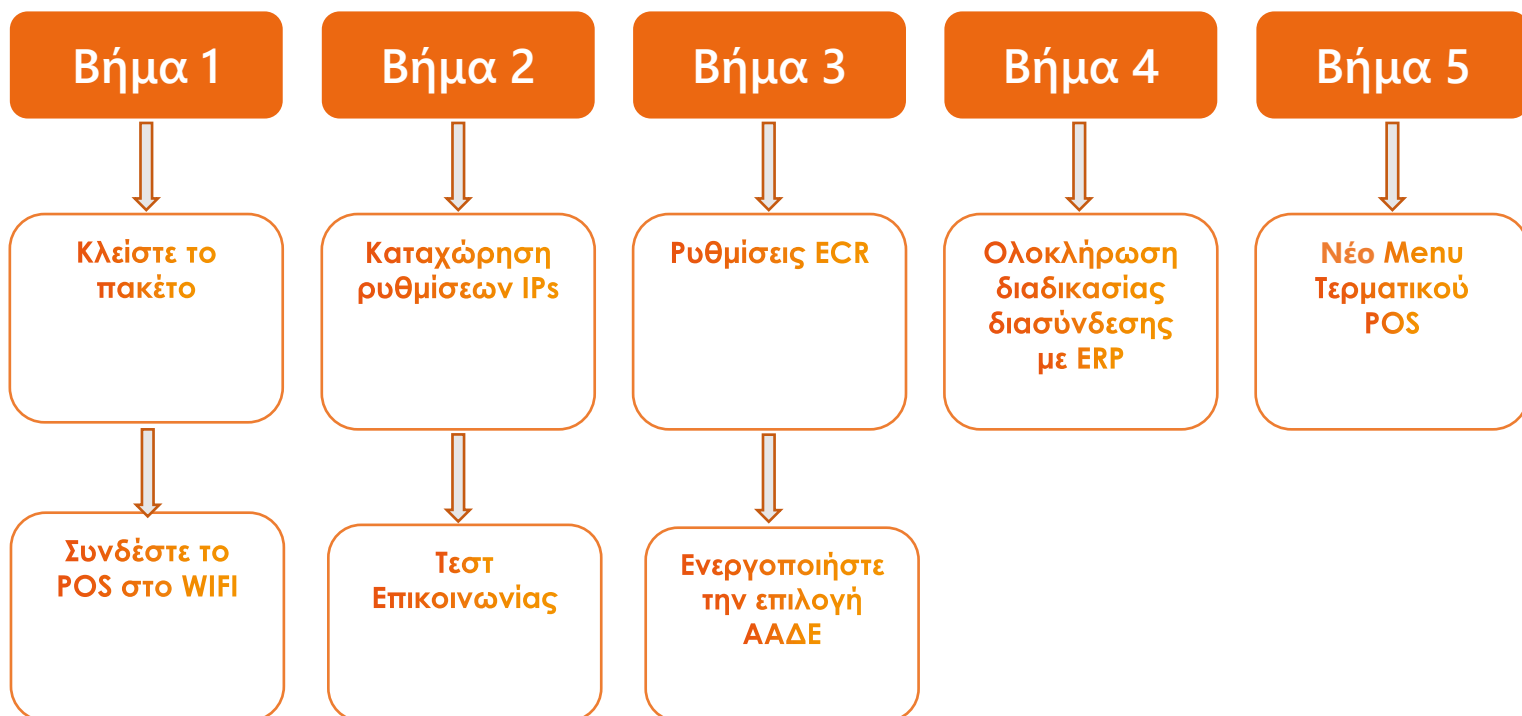 Βήμα 1
Βήμα 2
Βήμα 3
Βήμα 4
Βήμα 5
Κλείστε το
πακέτο
Καταχώρηση
ρυθμίσεων IPs
Ρυθμίσεις ECR
Ολοκλήρωση
διαδικασίας
διασύνδεσης
με ERP
Νέο Menu
Τερματικού
POS
Συνδέστε το
POS στο WIFI
Τεστ
Επικοινωνίας
Ενεργοποιήστε
την επιλογή
ΑΑΔΕ